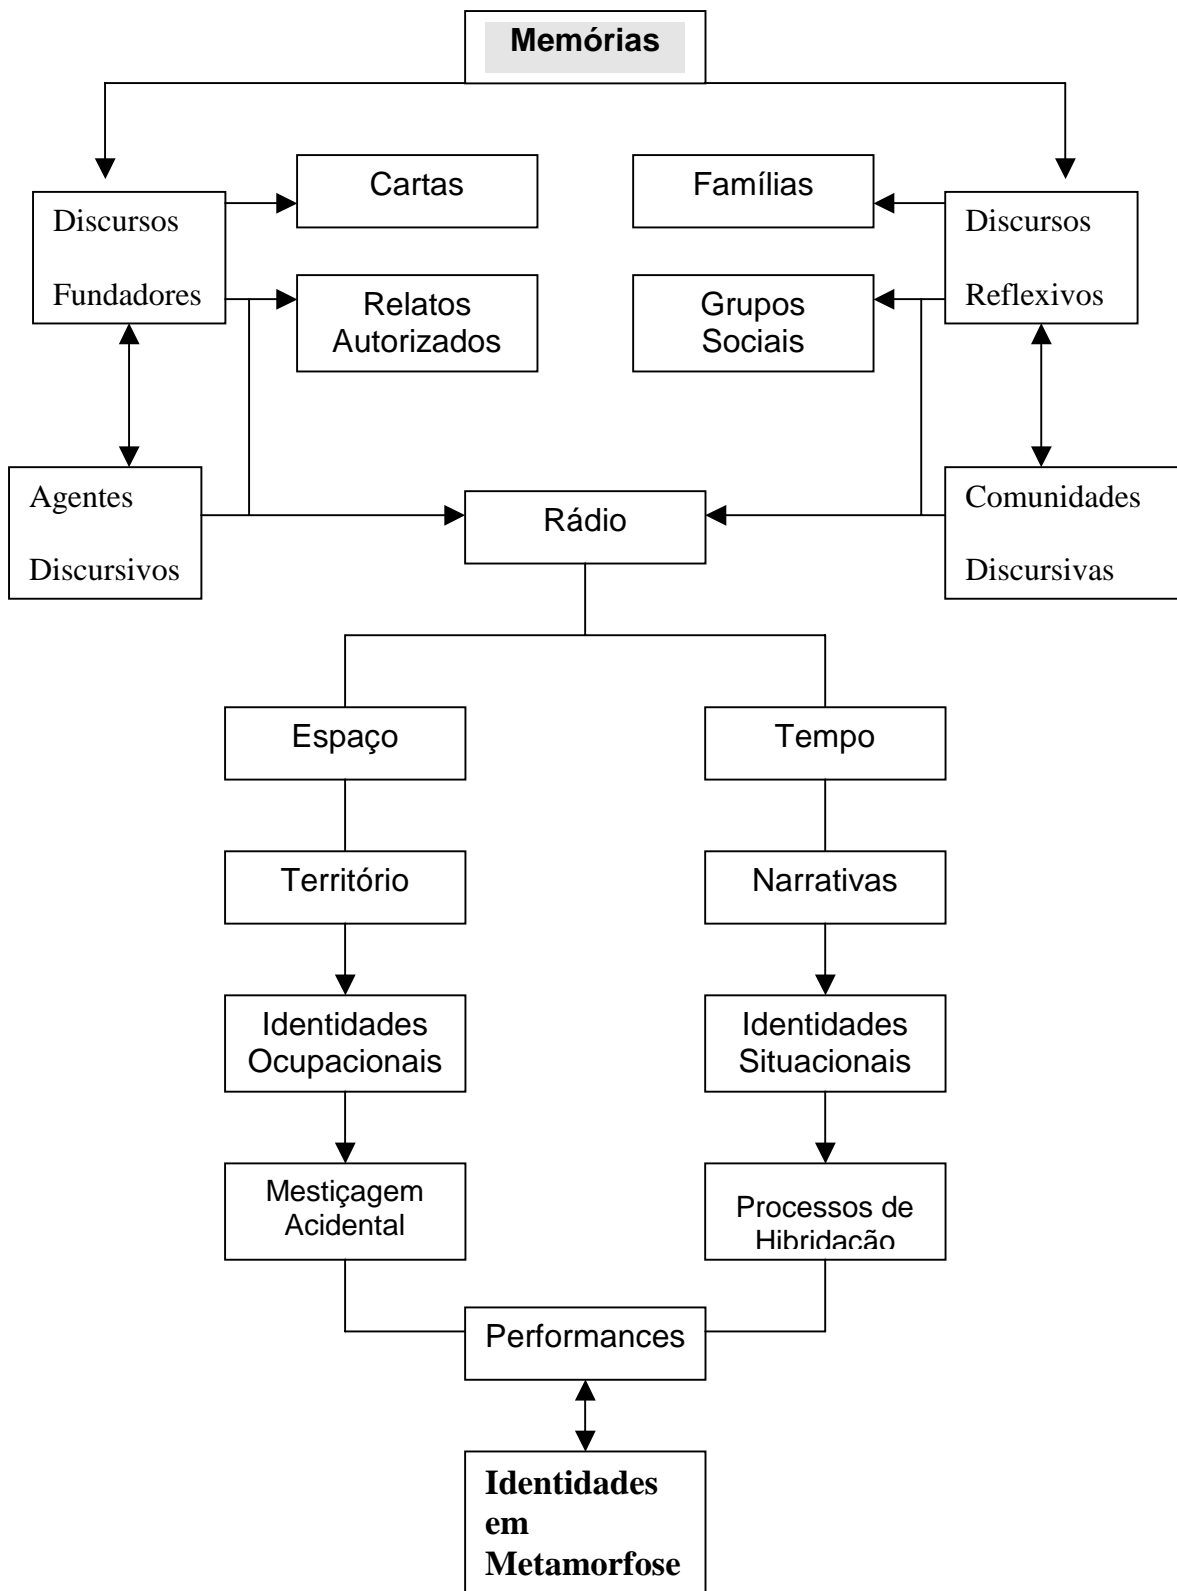 Memórias
Cartas
Famílias
Discursos
Fundadores
Discursos
Reflexivos
Relatos
Autorizados
Grupos
Sociais
Agentes
Discursivos
Rádio
Comunidades
Discursivas
Espaço
Tempo
Território
Narrativas
Identidades
Ocupacionais
Identidades
Situacionais
Mestiçagem
Acidental
Processos de
Hibridação
Performances
Identidades
em
Metamorfose